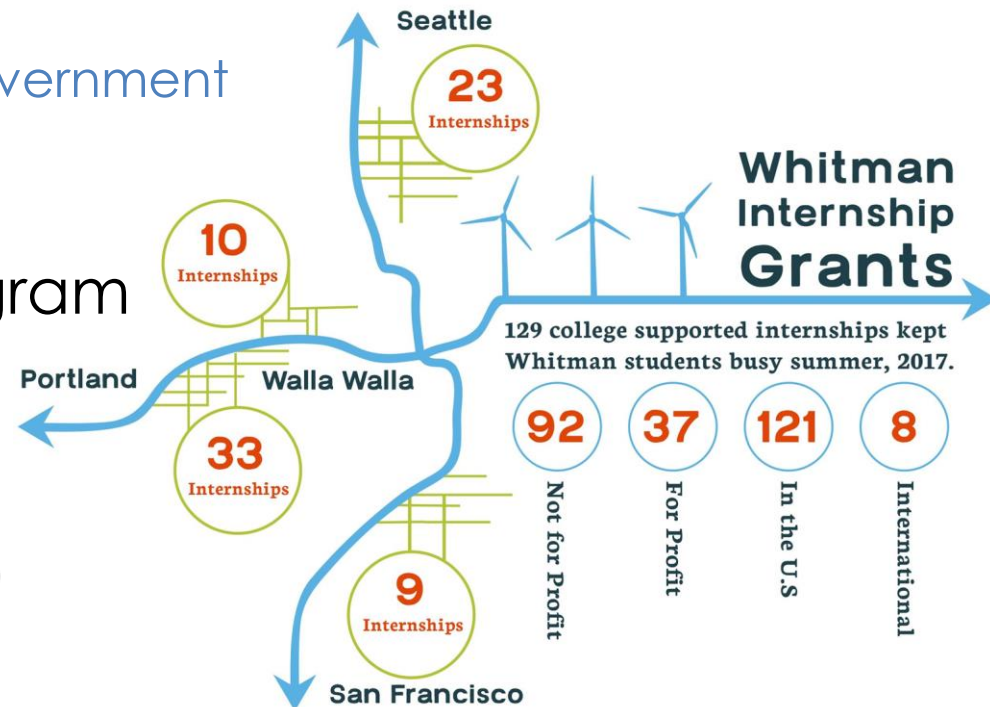 vernment
gram
Seattle
23
Internships
10
Internships
Portland
Walla Walla
33
Internships
9
Internships
San Francisco
Whitman
Internship
Grants
129 college supported internships kept
Whitman students busy summer, 2017.
92
Not for Profit
37
For Profit
121
In the U.S
8
International